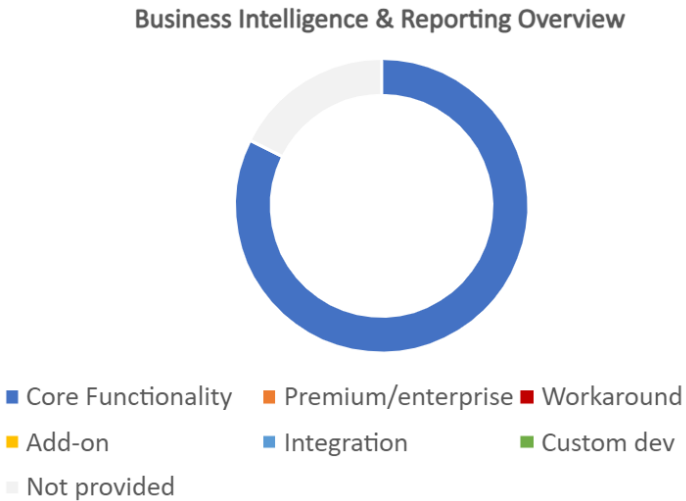 Business Intelligence & Reporting Overview
Core Functionality Premium/enterprise Workaround
Add-on Integration Custom dev
Not provided